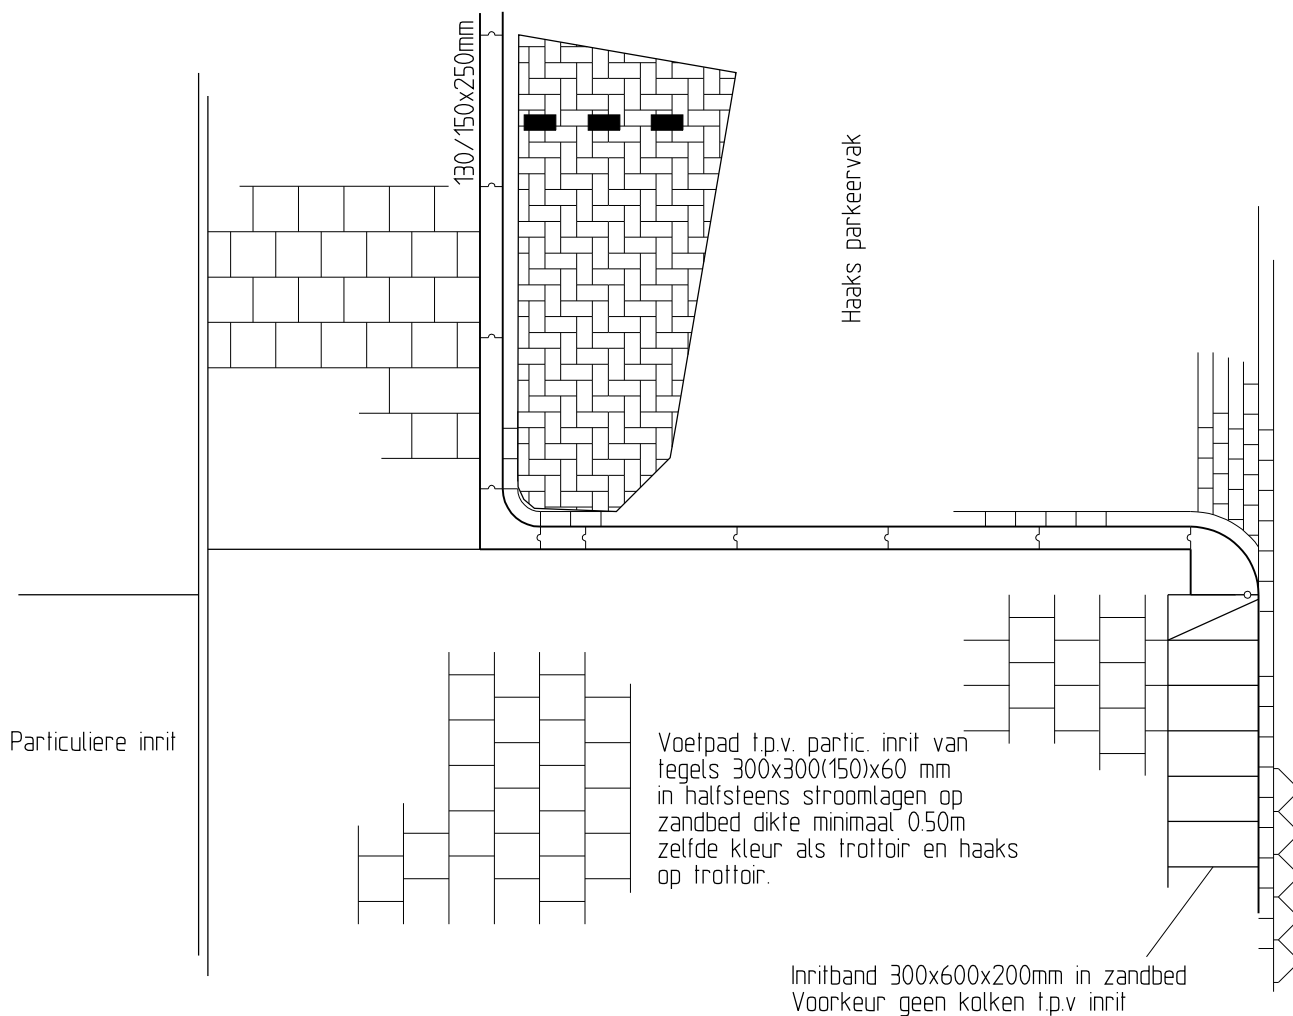 130/150x250mm
Haaks parkeervak
Particuliere inrit
Voetpad t.p.v. partic. inrit van
tegels 300x300(150)x60 mm
in halfsteens stroomlagen op
zandbed dikte minimaal 0.50m
zelfde kleur als trottoir en haaks
op trottoir.
Inritband 300x600x200mm in zandbed
Voorkeur geen kolken t.p.v inrit